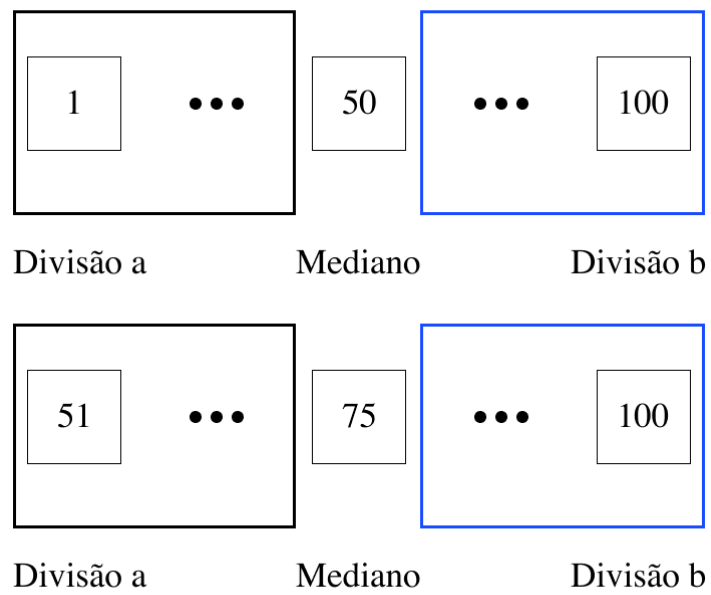 1 ••• 50 ••• 100
Divisão a Mediano Divisão b
51 ••• 75 ••• 100
Divisão a Mediano Divisão b